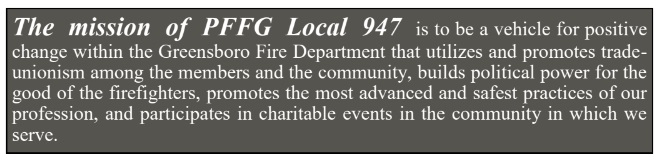 The mission of PFFG Local 947 is to be a vehicle for positive
change within the Greensboro Fire Department that utilizes and promotes trade-
unionism among the members and the community, builds political power for the
good of the firefighters, promotes the most advanced and safest practices of our
profession, and participates in charitable events in the community in which we
serve.